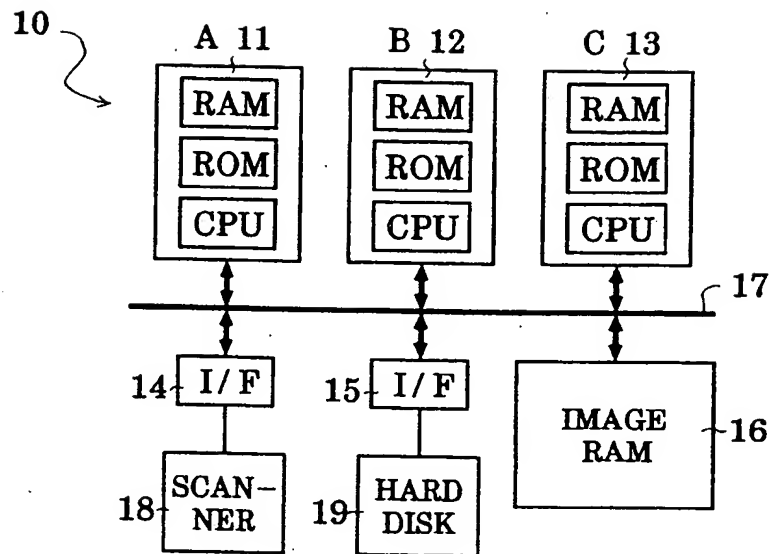 10
A 11
B 12
C 13
RAM
ROM
CPU
RAM
ROM
CPU
RAM
ROM
CPU
17
14
I/F
15
I/F
IMAGE
RAM
16
18
SCAN-
NER
19
HARD
DISK